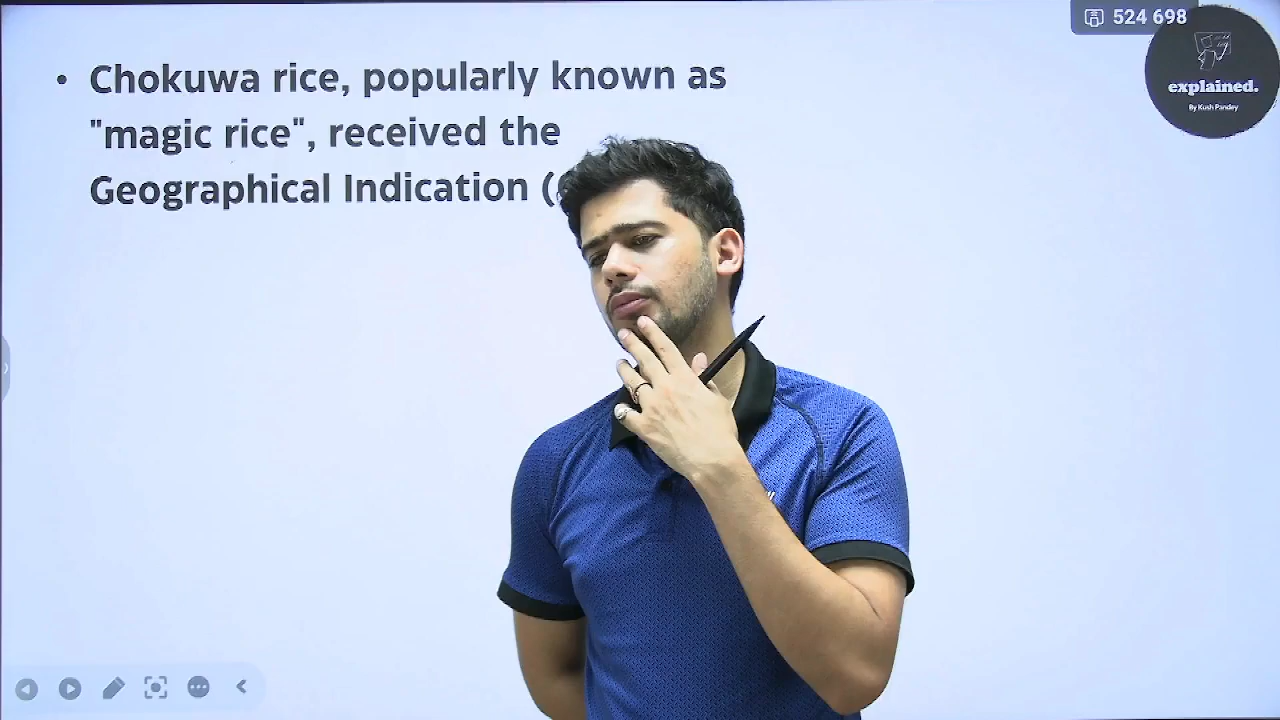 524 698
• Chokuwa rice, popularly known as
"magic rice", received the
Geographical Indication (
explained.
By Kush Pandey